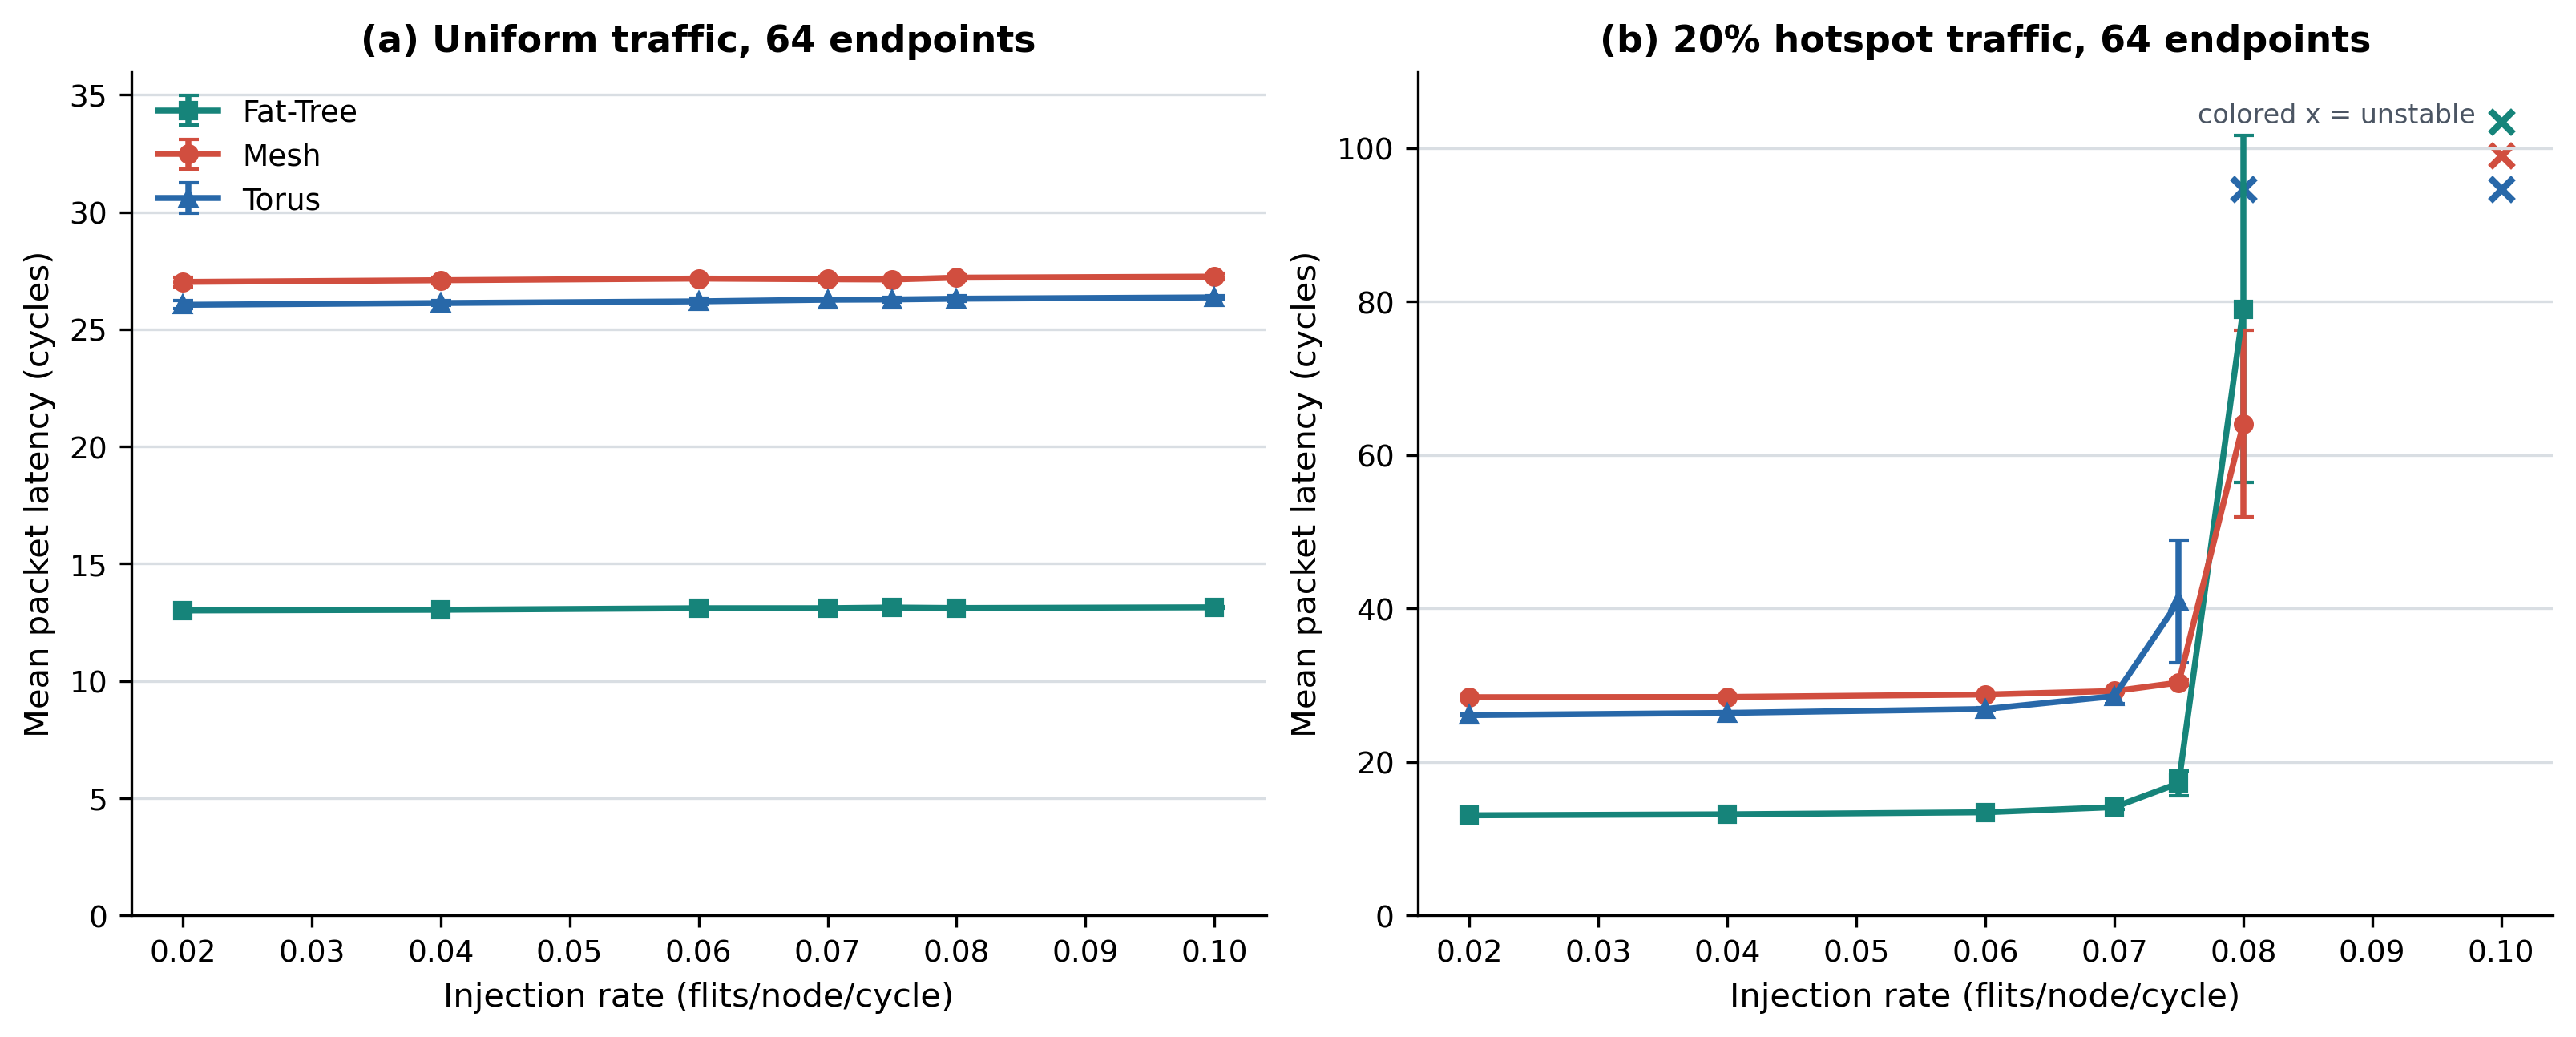 (a) Uniform traffic, 64 endpoints
Mean packet latency (cycles)
35
30
25
20
15
10
5
0
Fat-Tree
Mesh
Torus
0.02 0.03 0.04 0.05 0.06 0.07 0.08 0.09 0.10
Injection rate (flits/node/cycle)
(b) 20% hotspot traffic, 64 endpoints
Mean packet latency (cycles)
100
80
60
40
20
0
colored x = unstable
0.02 0.03 0.04 0.05 0.06 0.07 0.08 0.09 0.10
Injection rate (flits/node/cycle)